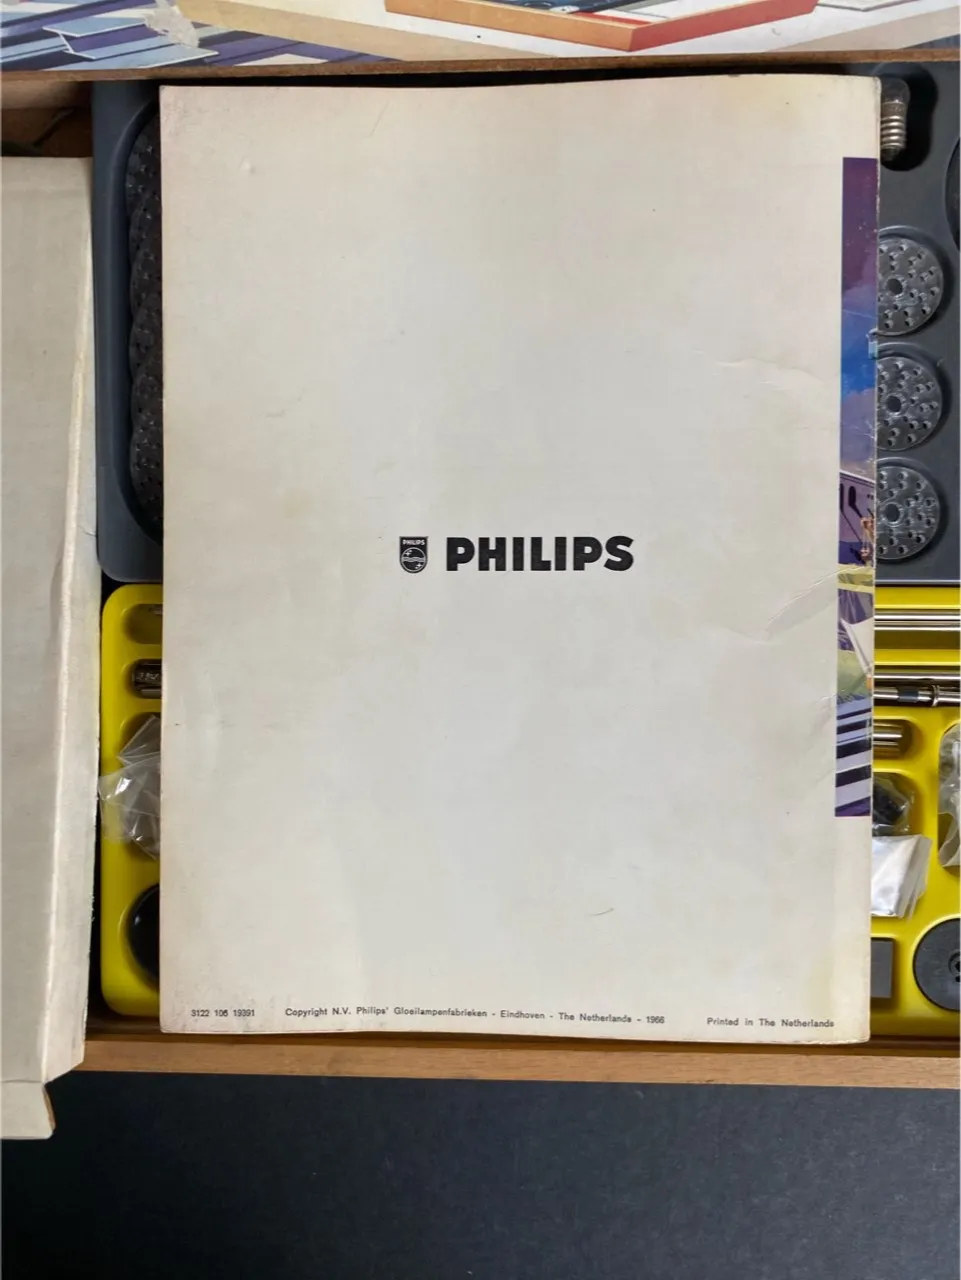 PHILIPS
PHILIPS
3122 106 19391 Copyright N.V. Philips' Gloeilampenfabrieken - Eindhoven - The Netherlands - 1966 Printed in The Netherlands